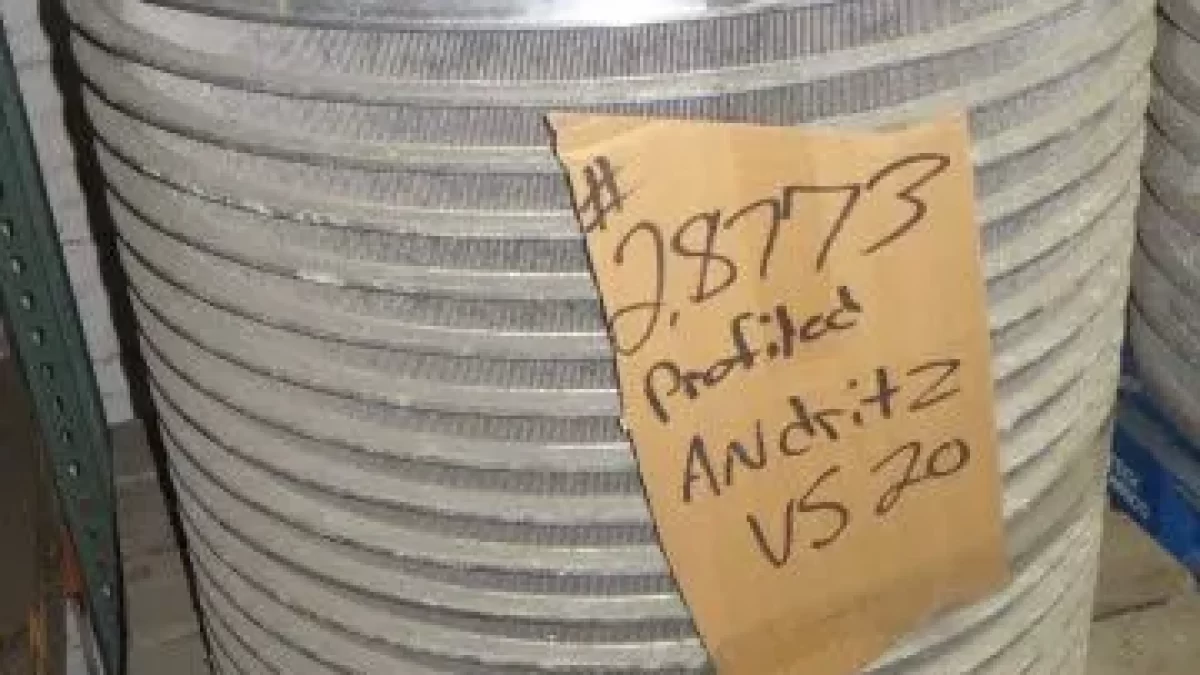 #
28773
Profiled
ANdritz
VS 20